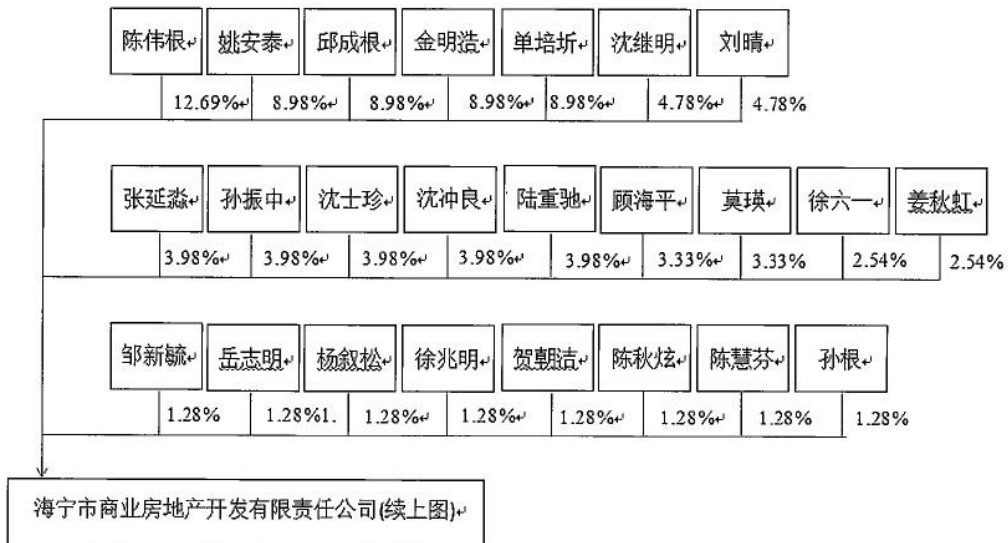 陈伟根 姚安泰 邱成根 金明浩 单培圻 沈继明 刘晴
12.69% 8.98% 8.98% 8.98% 8.98% 4.78% 4.78%
张延淼 孙振中 沈士珍 沈冲良 陆重驰 顾海平 莫瑛 徐六一 姜秋虹
3.98% 3.98% 3.98% 3.98% 3.98% 3.33% 3.33% 2.54% 2.54%
邹新毓 岳志明 杨叙松 徐兆明 贺朝洁 陈秋炫 陈慧芬 孙根
1.28% 1.28%1. 1.28% 1.28% 1.28% 1.28% 1.28% 1.28%
海宁市商业房地产开发有限责任公司(续上图)